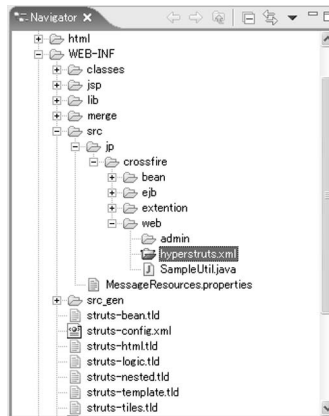 Navigator
html
WEB-INF
classes
jsp
lib
merge
src
jp
crossfire
bean
ejb
extention
web
admin
hyperstruts.xml
SampleUtil.java
MessageResources.properties
src_gen
struts-bean.tld
struts-config.xml
struts-html.tld
struts-logic.tld
struts-nested.tld
struts-template.tld
struts-tiles.tld